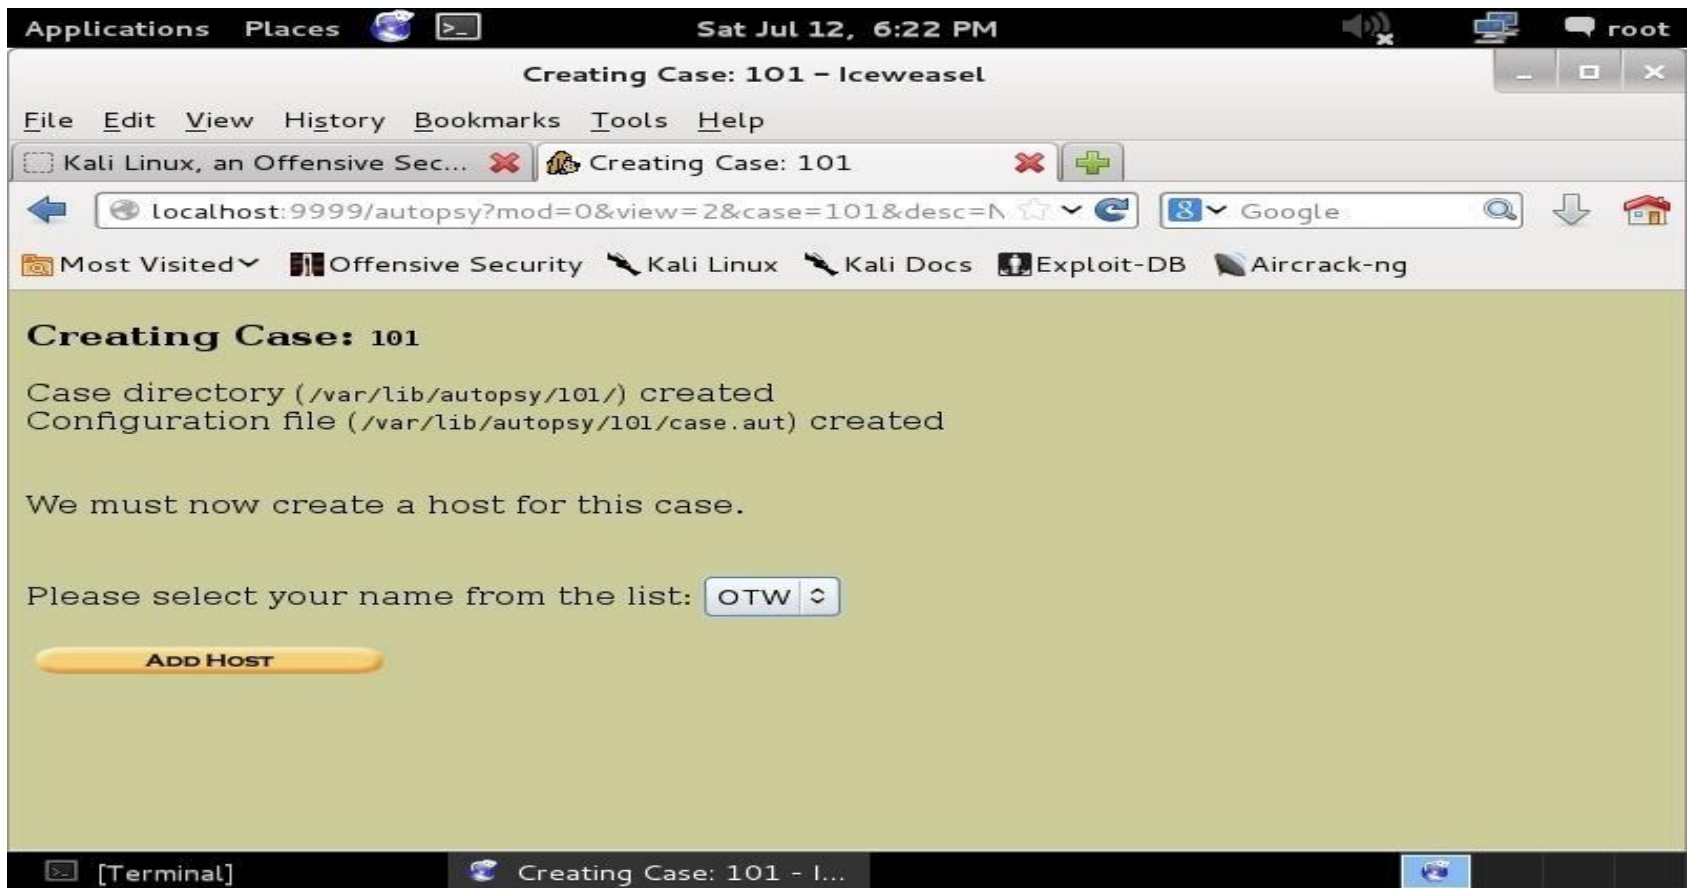 Applications Places Sat Jul 12, 6:22 PM root
Creating Case: 101 - Iceweasel
File Edit View History Bookmarks Tools Help
Kali Linux, an Offensive Sec... Creating Case: 101
localhost:9999/autopsy?mod=0&view=2&case=101&desc=N 8 Google
Most Visited Offensive Security Kali Linux Kali Docs Exploit-DB Aircrack-ng
Creating Case: 101
Case directory (/var/lib/autopsy/101/) created
Configuration file (/var/lib/autopsy/101/case.aut) created
We must now create a host for this case.
Please select your name from the list: OTW
ADD HOST
[Terminal] Creating Case: 101 - I...